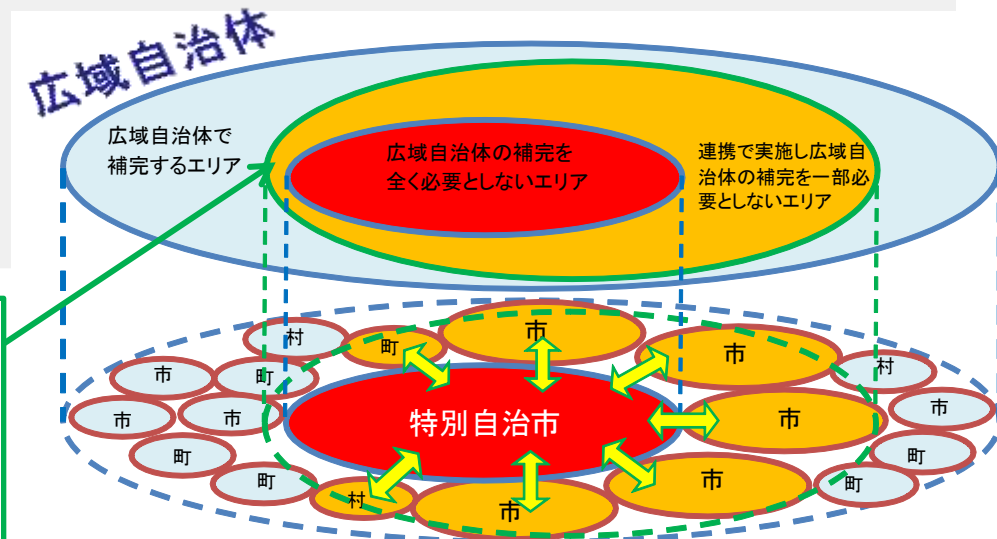 広域自治体
広域自治体で
補完するエリア
広域自治体の補完を
全く必要としないエリア
連携で実施し広域自
治体の補完を一部必
要としないエリア
村
町
市
市
村
市
町
市
市
市
特別自治市
市
市
町
町
町
村
市
市
町